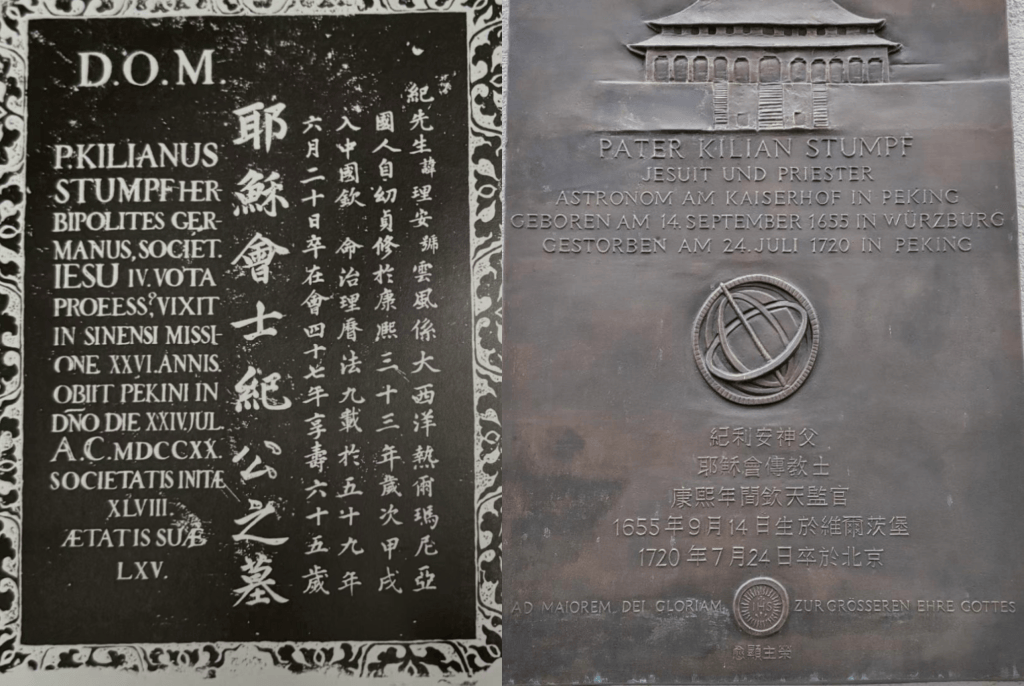 D.O.M.
P.KILIANUS
STUMPF HER
BIPOLITES GER-
MANUS, SOCIET.
IESU IV. VOTA
PROFESS⁹, VIXIT
IN SINENSI MISSI-
ONE XXVI. ANNIS.
OBIIT PEKINI IN
DÑO DIE XXIV JUL.
A.C. MDCCXX.
SOCIETATIS INITÆ
XLVIII.
ÆTATIS SUÆ
LXV.
紀先生諱理安號雲風係大西洋熱爾瑪尼亞
國人自幼貞修於康熙三十三年歲次甲戌
入中國欽 命治理曆法九載於五十九年
六月二十日卒在會四十七年享壽六十五歲
耶穌會士紀公之墓
PATER KILIAN STUMPF
JESUIT UND PRIESTER
ASTRONOM AM KAISERHOF IN PEKING
GEBOREN AM 14. SEPTEMBER 1655 IN WÜRZBURG
GESTORBEN AM 24. JULI 1720 IN PEKING
紀利安神父
耶穌會傳教士
康熙年間欽天監官
1655年9月14日生於維爾茨堡
1720年7月24日卒於北京
AD MAIOREM DEI GLORIAM IHS ZUR GRÖSSEREN EHRE GOTTES
愈顯主榮